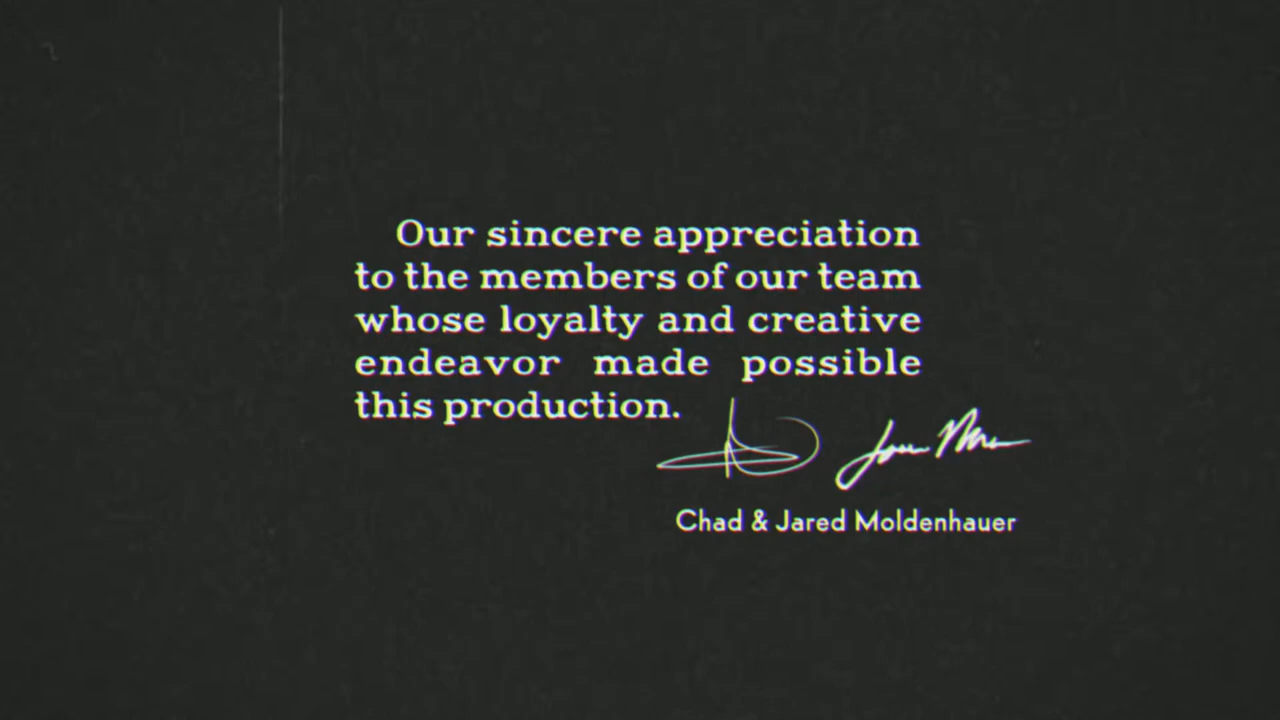 Our sincere appreciation
to the members of our team
whose loyalty and creative
endeavor made possible
this production.
Chad & Jared Moldenhauer